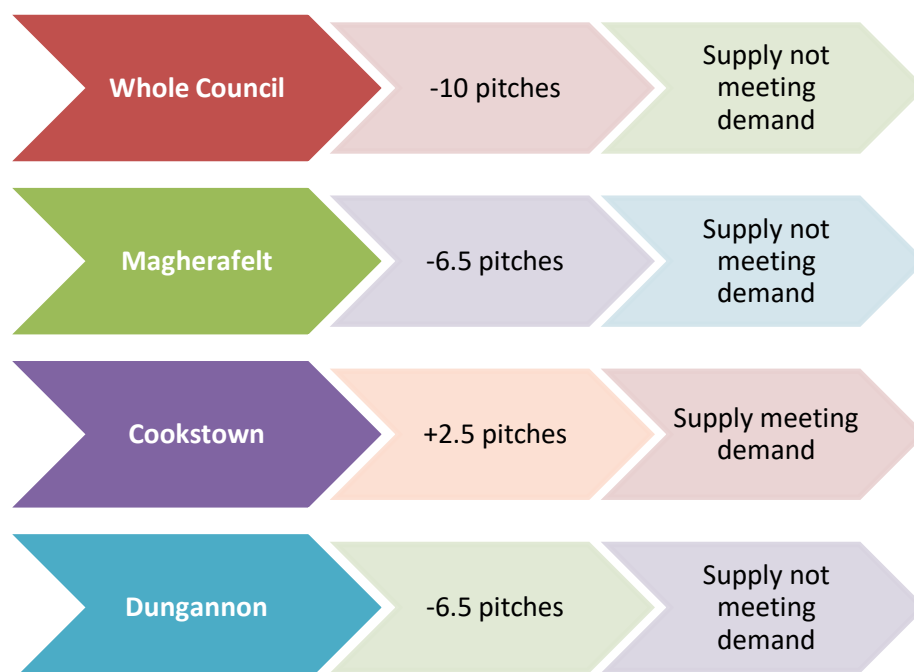 Whole Council
-10 pitches
Supply not
meeting
demand
Magherafelt
-6.5 pitches
Supply not
meeting
demand
Cookstown
+2.5 pitches
Supply meeting
demand
Dungannon
-6.5 pitches
Supply not
meeting
demand